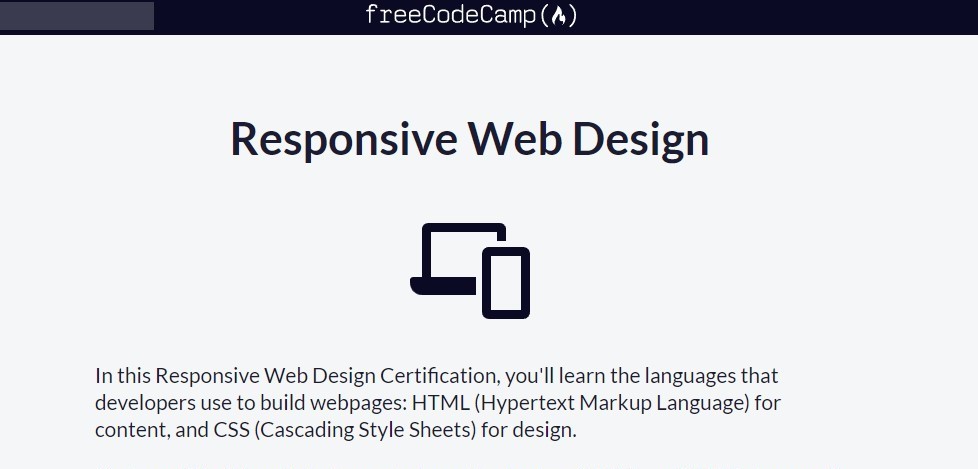 freeCodeCamp(🔥)
Responsive Web Design
In this Responsive Web Design Certification, you'll learn the languages that
developers use to build webpages: HTML (Hypertext Markup Language) for
content, and CSS (Cascading Style Sheets) for design.